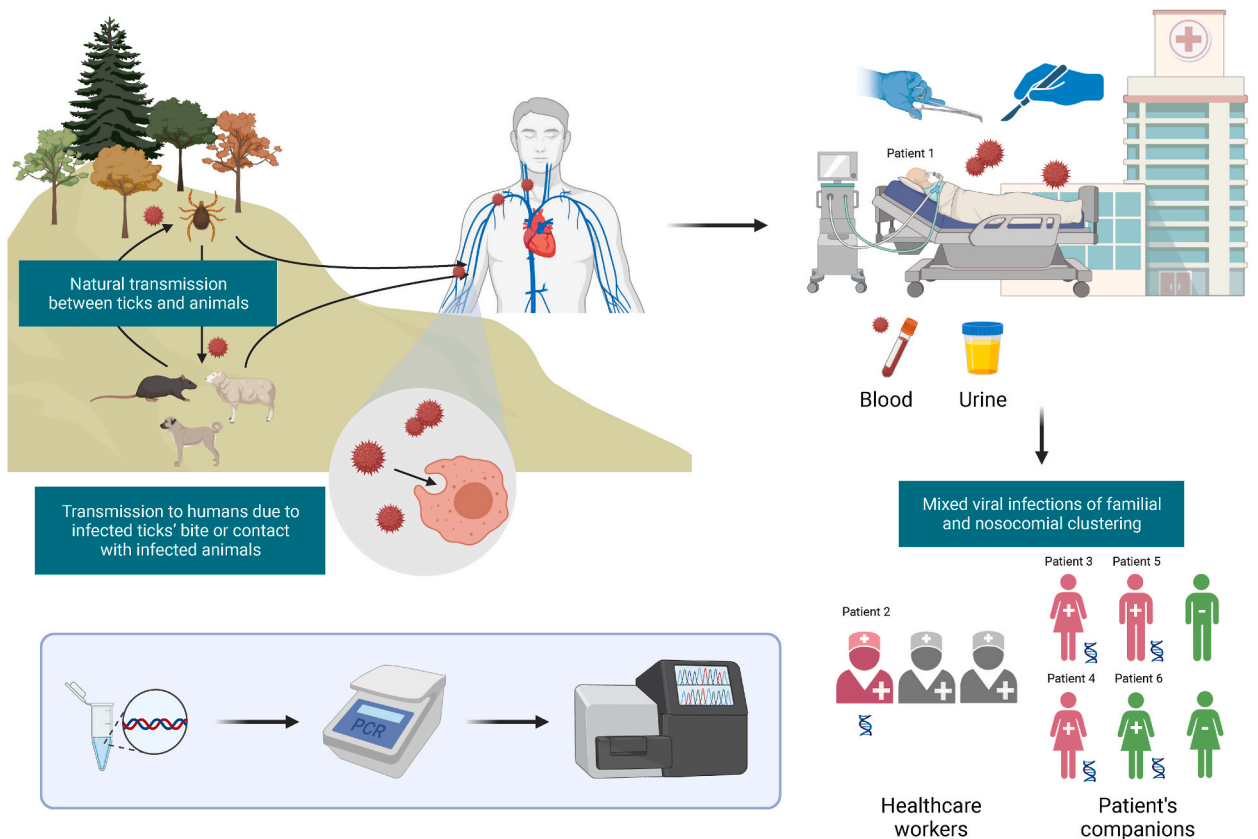 Natural transmission
between ticks and animals
Transmission to humans due to
infected ticks' bite or contact
with infected animals
Patient 1
Blood
Urine
Mixed viral infections of familial
and nosocomial clustering
Patient 2
Patient 3
Patient 5
+
+
-
Patient 4
Patient 6
+
+
-
Healthcare
workers
Patient's
companions
PCR